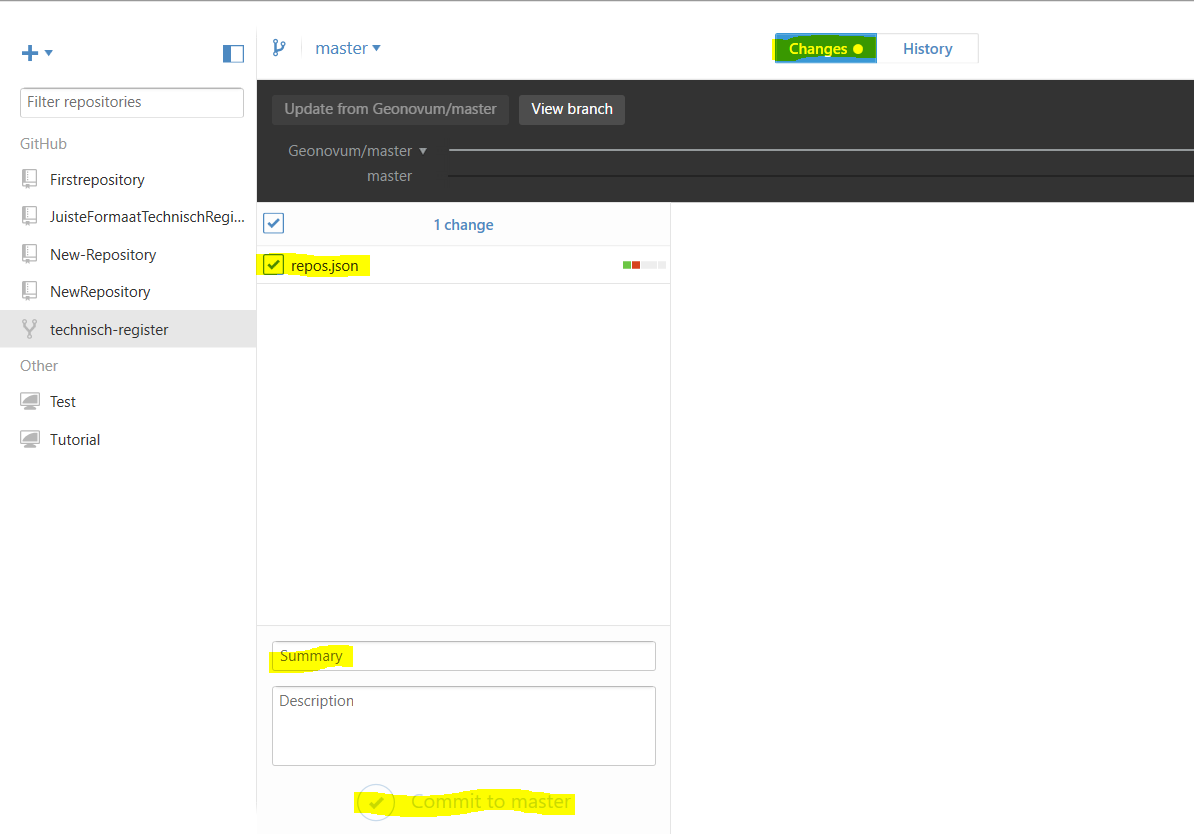 master
Changes
History
Filter repositories
GitHub
Firstrepository
JuisteFormaatTechnischRegi...
New-Repository
NewRepository
technisch-register
Other
Test
Tutorial
Update from Geonovum/master
View branch
Geonovum/master
master
1 change
repos.json
Summary
Description
Commit to master